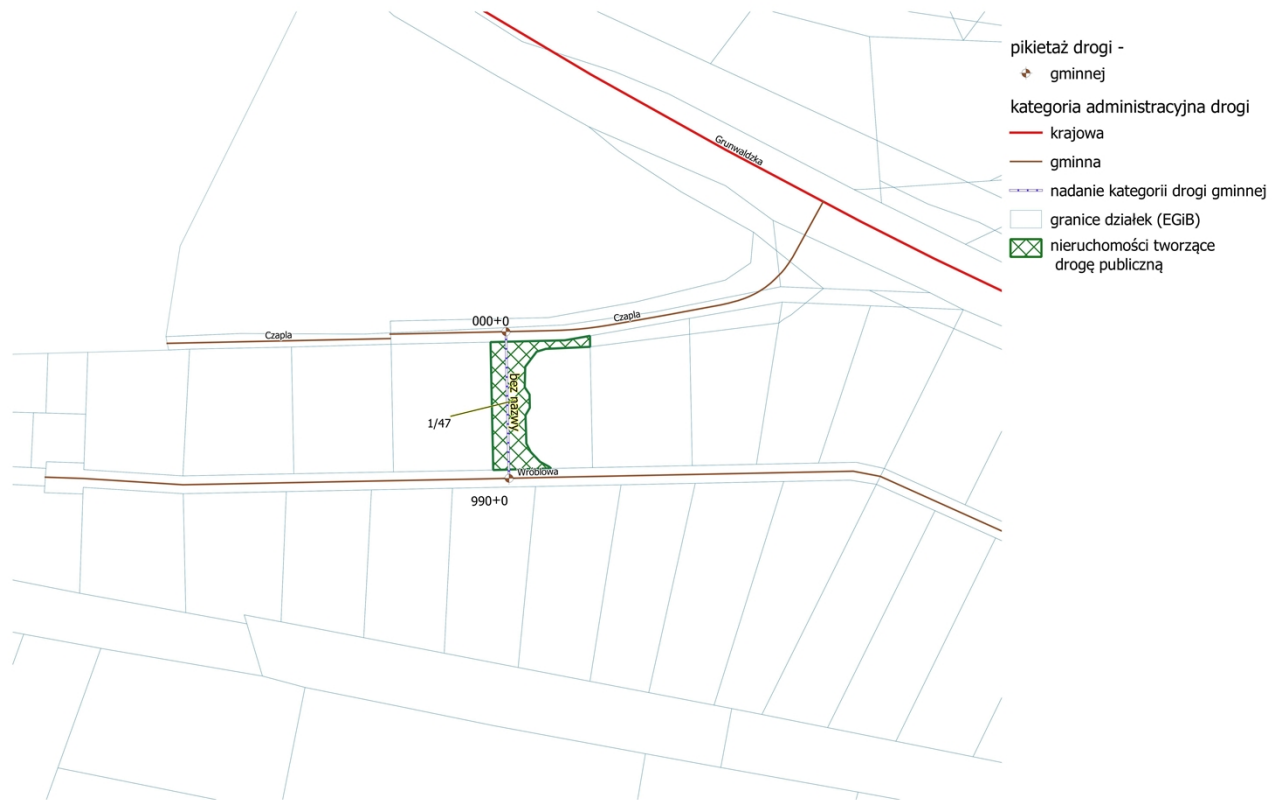 pikietaż drogi -
gminnej
kategoria administracyjna drogi
krajowa
gminna
nadanie kategorii drogi gminnej
granice działek (EGiB)
nieruchomości tworzące
drogę publiczną
Grunwaldzka
Czapla
000+0
Czapla
bez nazwy
1/47
Wróblowa
990+0